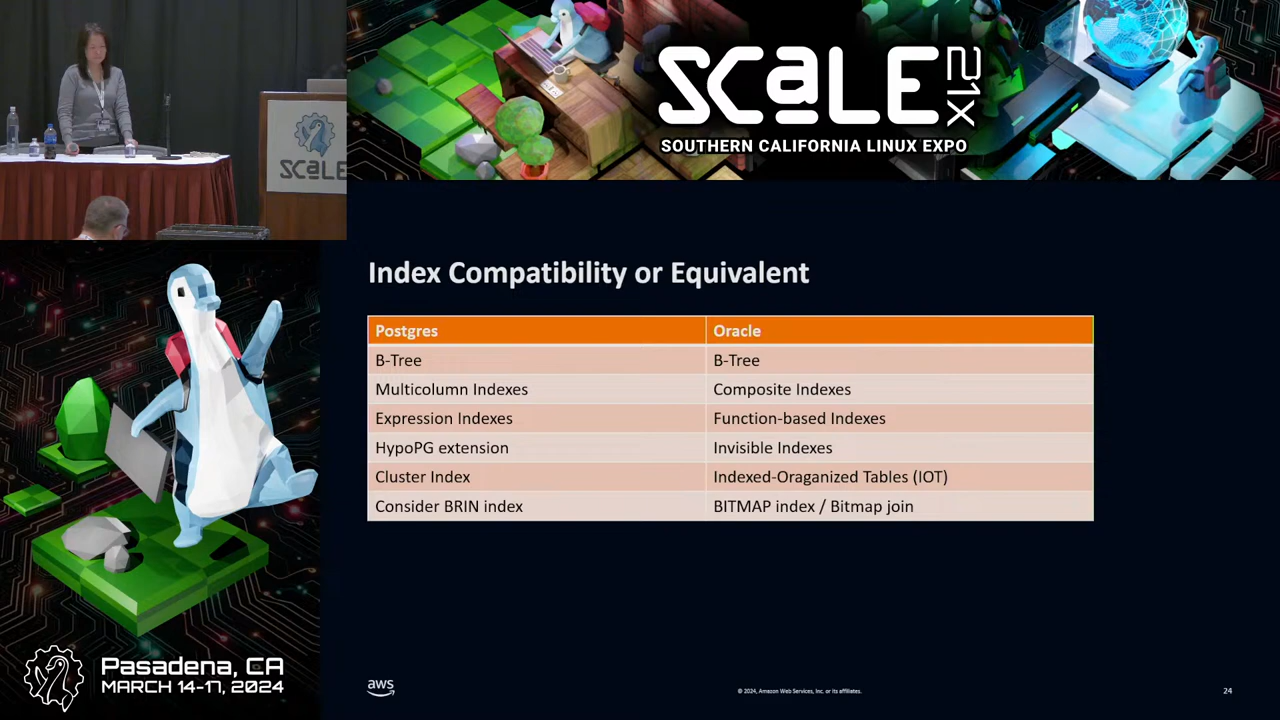 SCaLE
SCaLE 21x
SOUTHERN CALIFORNIA LINUX EXPO
Index Compatibility or Equivalent
Postgres Oracle
B-Tree B-Tree
Multicolumn Indexes Composite Indexes
Expression Indexes Function-based Indexes
HypoPG extension Invisible Indexes
Cluster Index Indexed-Oraganized Tables (IOT)
Consider BRIN index BITMAP index / Bitmap join
Pasadena, CA
MARCH 14-17, 2024
aws
© 2024, Amazon Web Services, Inc. or its affiliates.
24